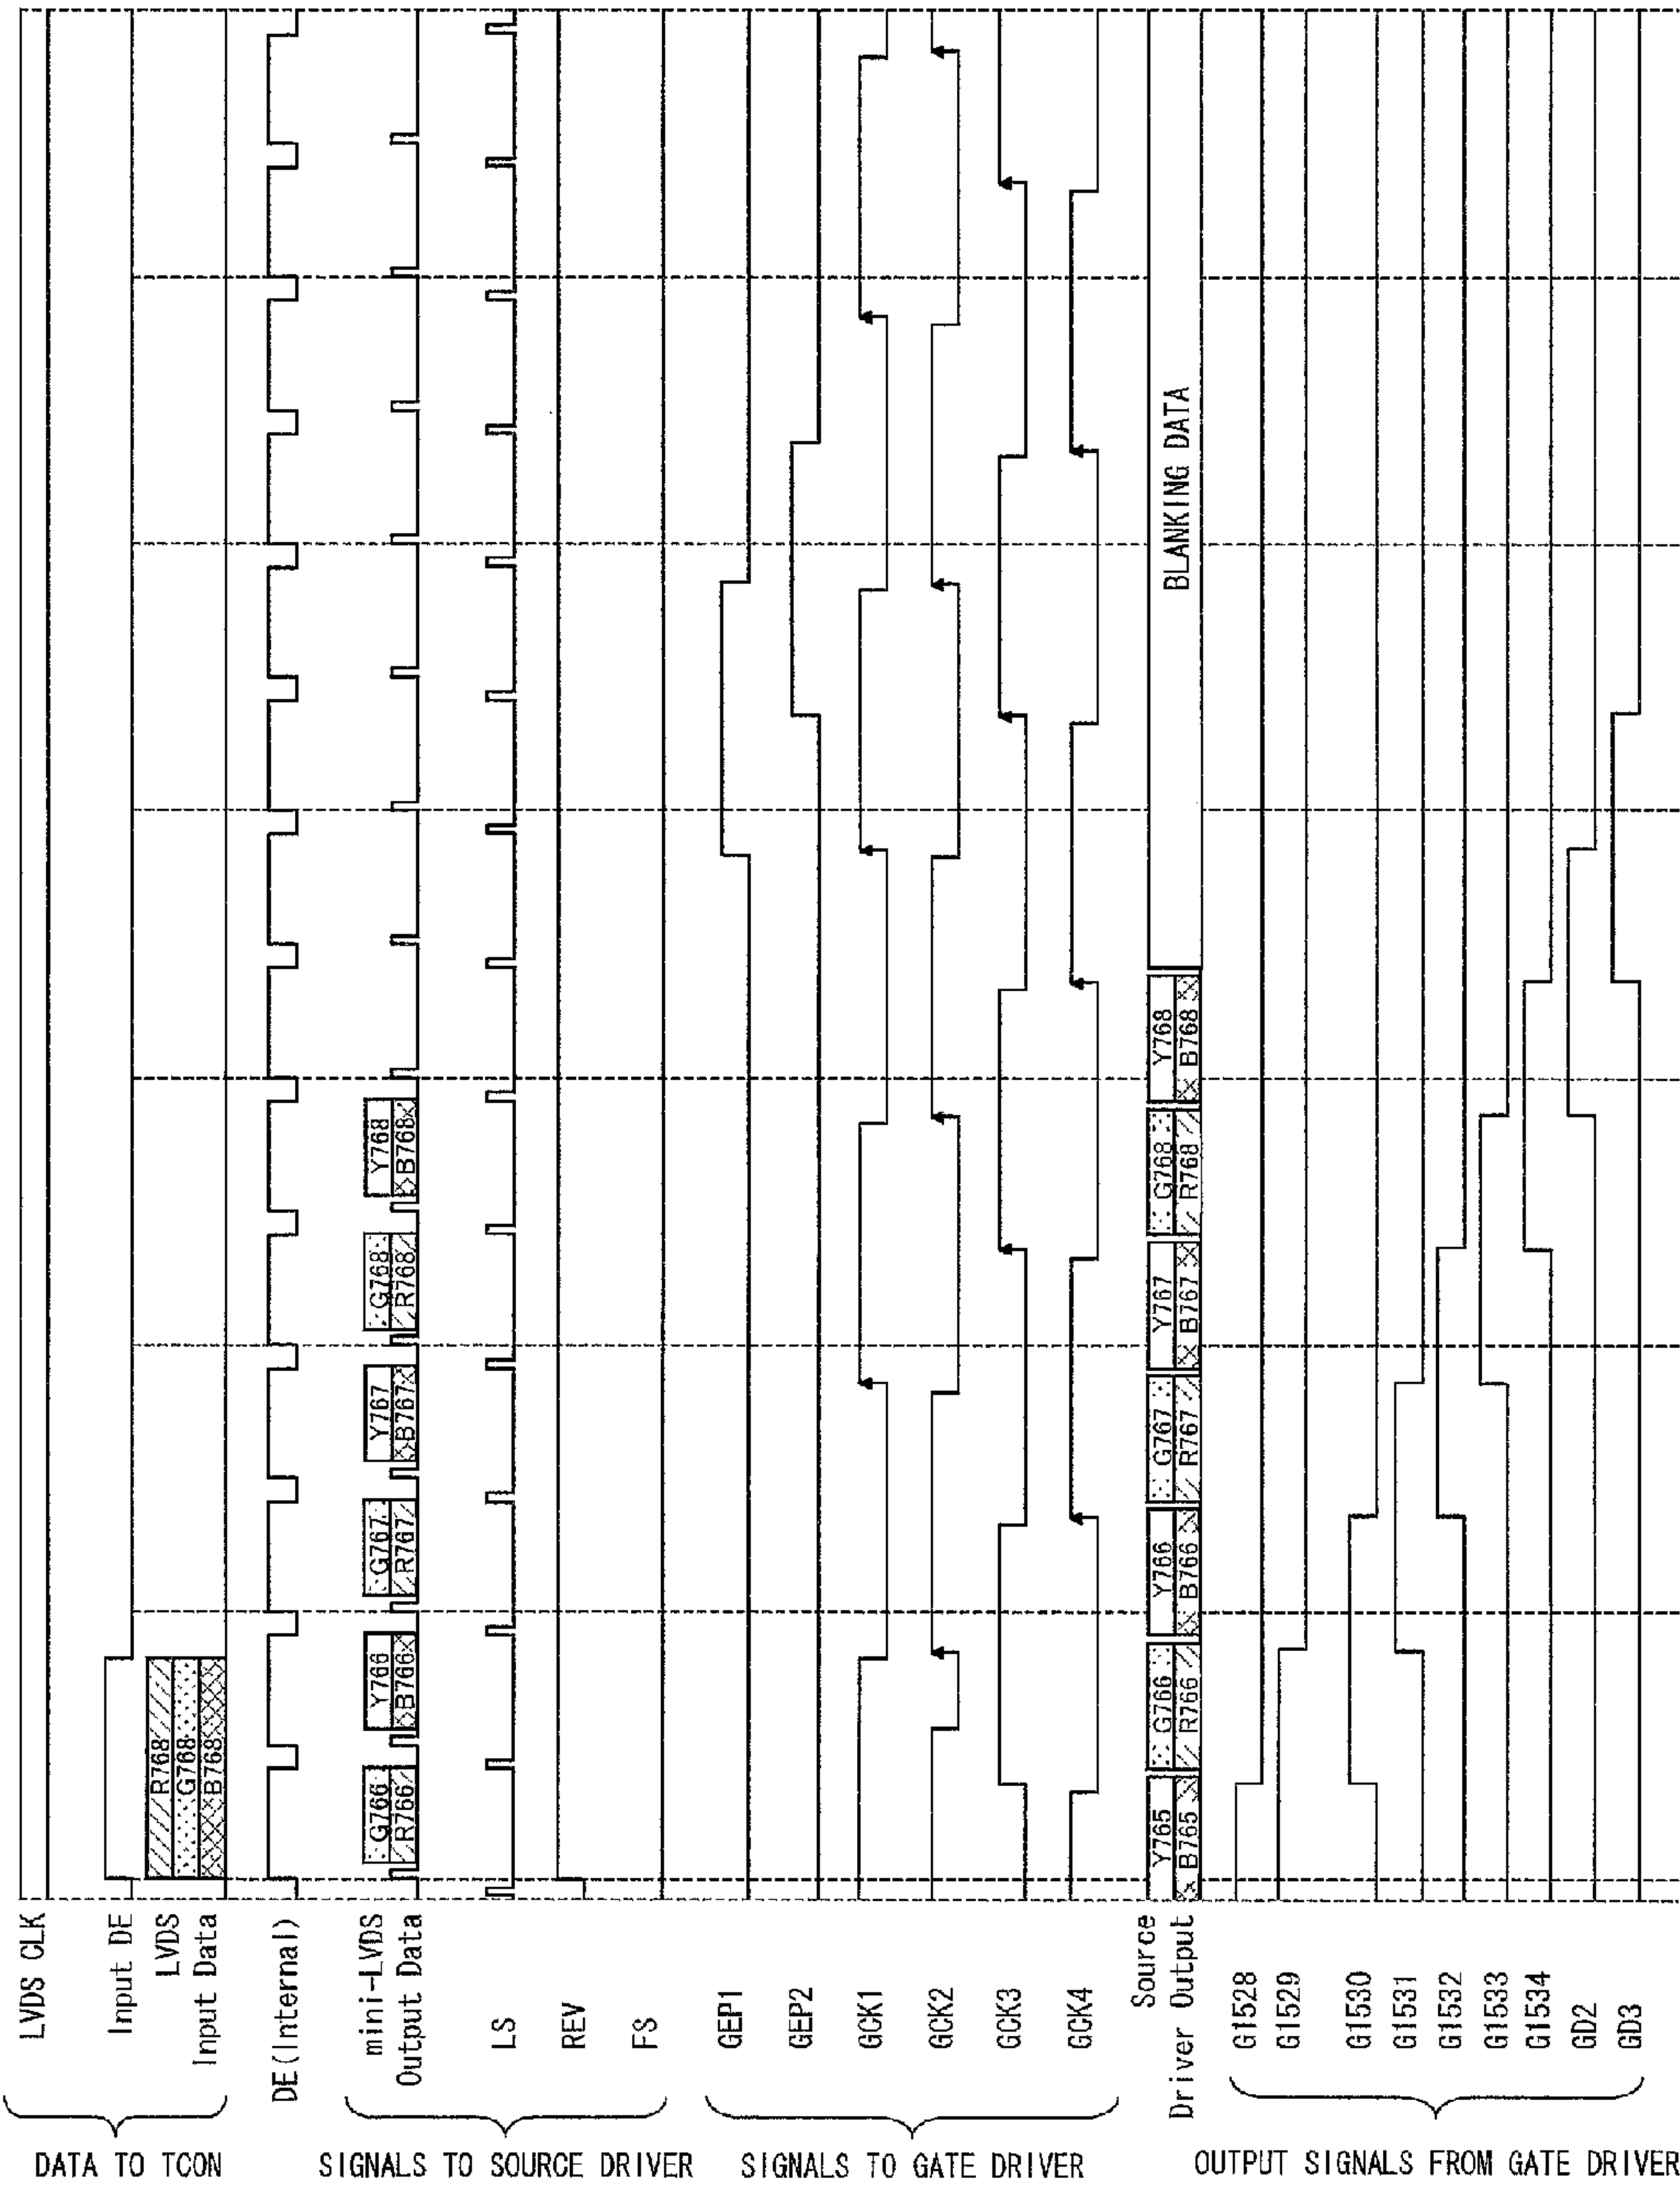 DATA TO TCON
LVDS CLK
Input DE
LVDS
Input Data
R768
G768
B768
DE(Internal)
SIGNALS TO SOURCE DRIVER
mini-LVDS
Output Data
G766
R766
Y766
B766
G767
R767
Y767
B767
G768
R768
Y768
B768
LS
REV
FS
SIGNALS TO GATE DRIVER
GEP1
GEP2
GCK1
GCK2
GCK3
GCK4
Source
Driver Output
Y765
B765
G766
R766
Y766
B766
G767
R767
Y767
B767
G768
R768
Y768
B768
BLANKING DATA
OUTPUT SIGNALS FROM GATE DRIVER
G1528
G1529
G1530
G1531
G1532
G1533
G1534
GD2
GD3